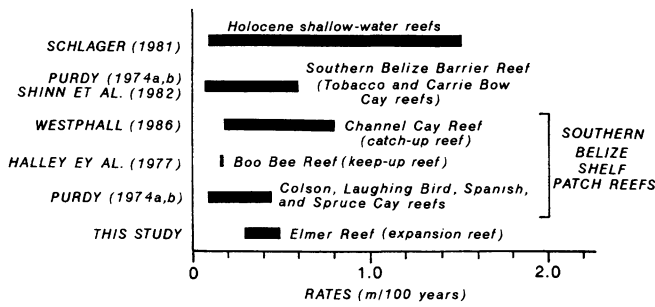 Holocene shallow-water reefs
SCHLAGER (1981)
PURDY (1974a,b)
SHINN ET AL. (1982)
Southern Belize Barrier Reef
(Tobacco and Carrie Bow
Cay reefs)
WESTPHALL (1986)
Channel Cay Reef
(catch-up reef)
HALLEY EY AL. (1977)
Boo Bee Reef (keep-up reef)
PURDY (1974a,b)
Colson, Laughing Bird, Spanish,
and Spruce Cay reefs
SOUTHERN
BELIZE
SHELF
PATCH REEFS
THIS STUDY
Elmer Reef (expansion reef)
0 1.0 2.0
RATES (m/100 years)